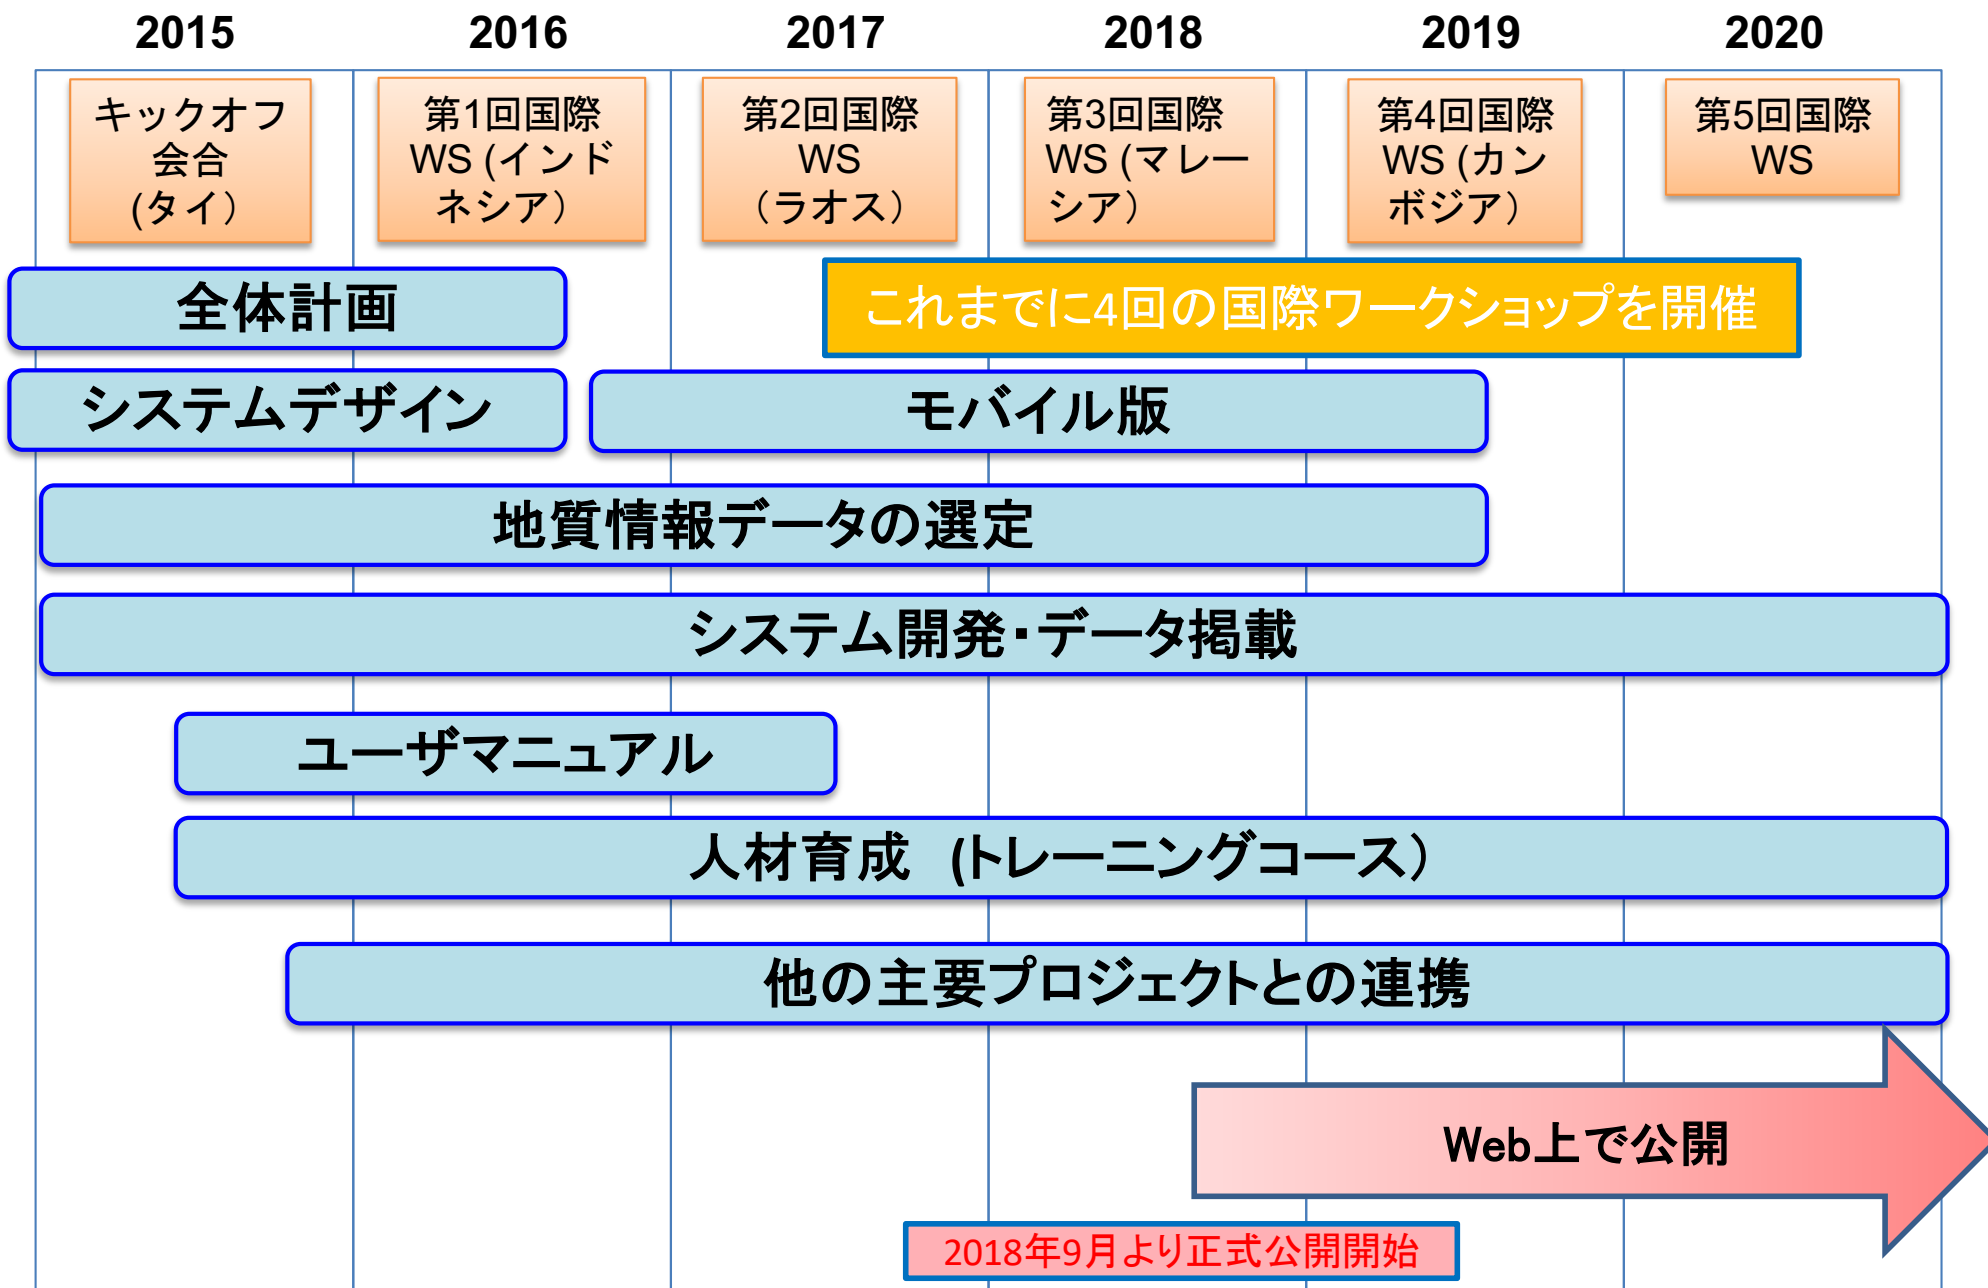 2015 2016 2017 2018 2019 2020
キックオフ
会合
(タイ）
第1回国際
WS (インド
ネシア）
第2回国際
WS
（ラオス）
第3回国際
WS (マレー
シア）
第4回国際
WS (カン
ボジア）
第5回国際
WS
全体計画
これまでに4回の国際ワークショップを開催
システムデザイン
モバイル版
地質情報データの選定
システム開発・データ掲載
ユーザマニュアル
人材育成 (トレーニングコース）
他の主要プロジェクトとの連携
Web上で公開
2018年9月より正式公開開始